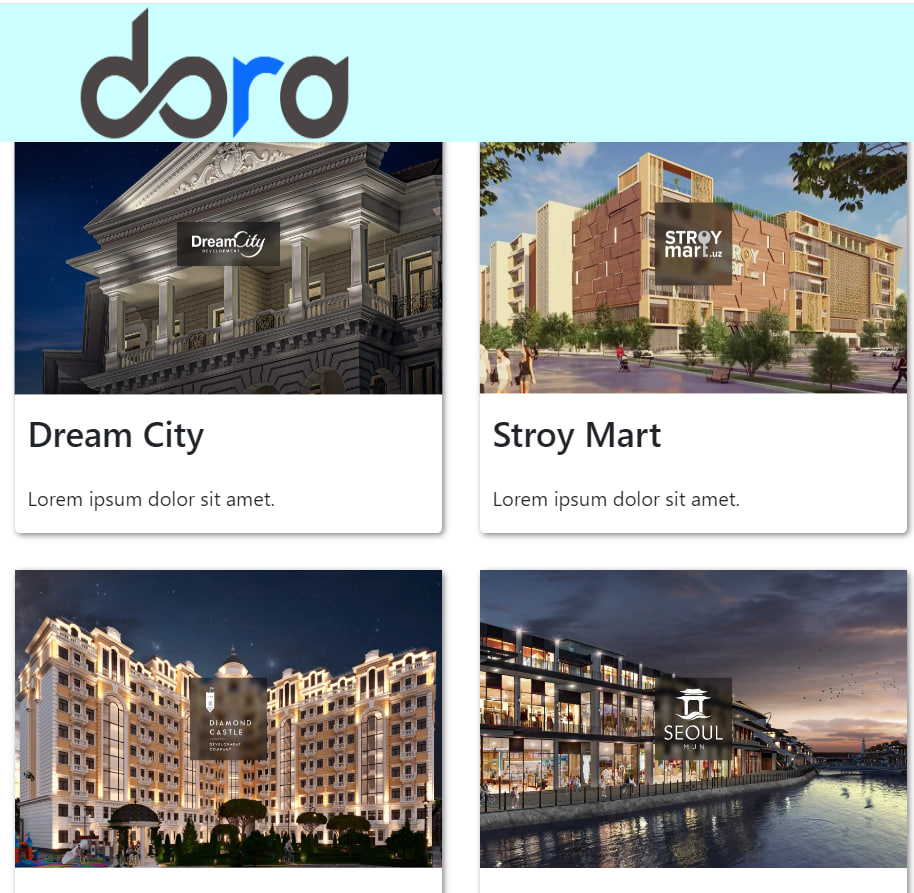 dora
DreamCity
DEVELOPMENT
STROY
mart.uz
Dream City
Stroy Mart
Lorem ipsum dolor sit amet.
Lorem ipsum dolor sit amet.
DIAMOND
CASTLE
DEVELOPMENT
COMPANY
SEOUL
MUN